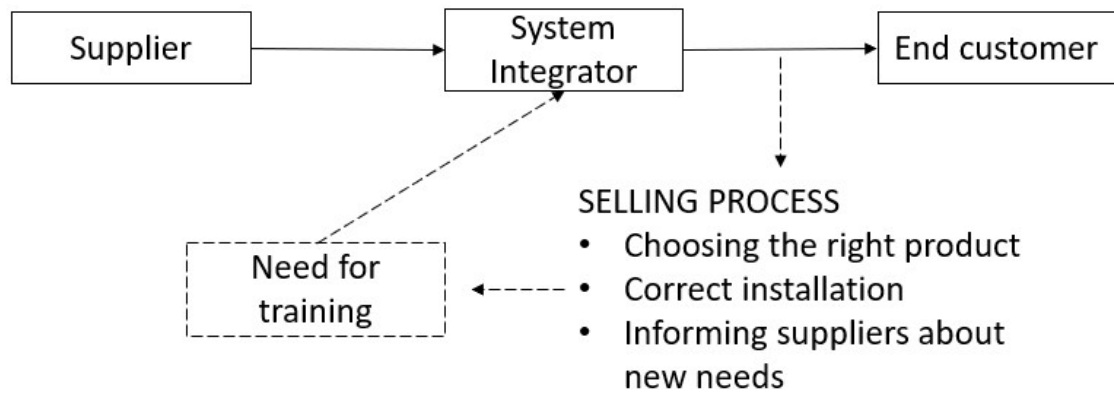 Supplier
System
Integrator
End customer
SELLING PROCESS
• Choosing the right product
• Correct installation
• Informing suppliers about
new needs
Need for
training